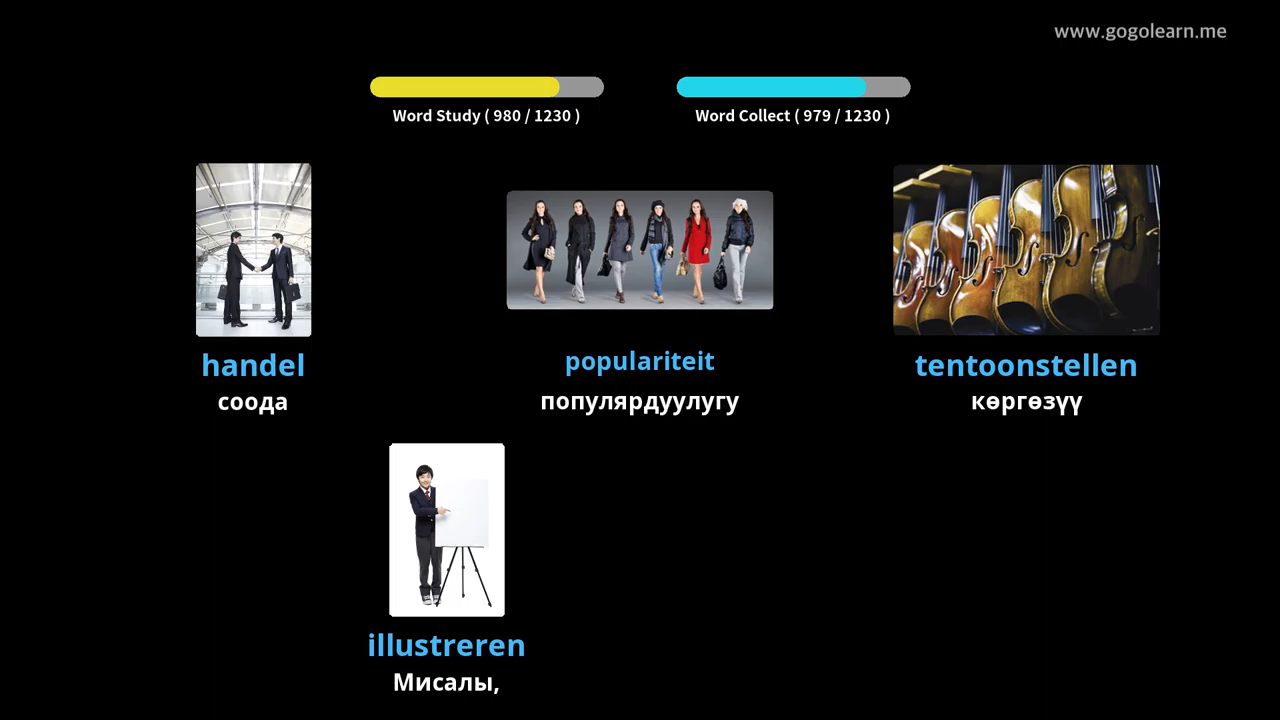 www.gogolearn.me
Word Study ( 980 / 1230 )
Word Collect ( 979 / 1230 )
handel
соода
populariteit
популярдуулугу
tentoonstellen
көргөзүү
illustreren
Мисалы,